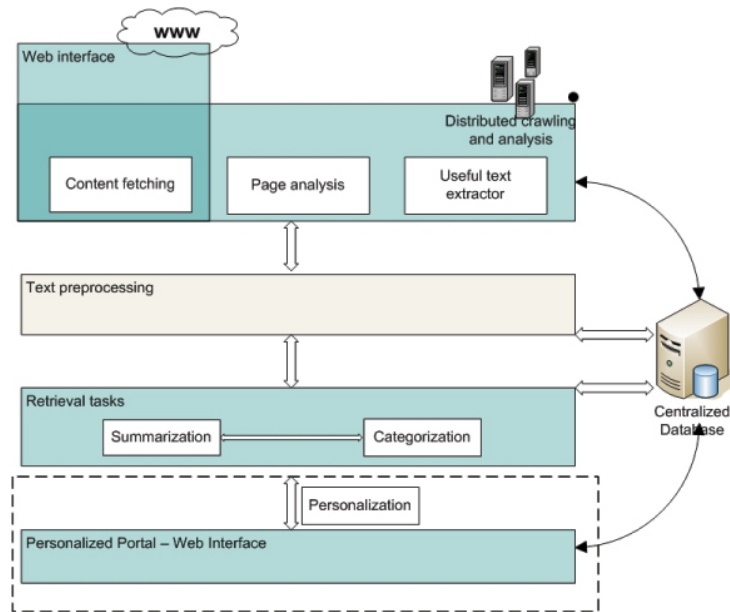 www
Web interface
Distributed crawling
and analysis
Content fetching
Page analysis
Useful text
extractor
Text preprocessing
Retrieval tasks
Summarization
Categorization
Centralized
Database
Personalization
Personalized Portal – Web Interface